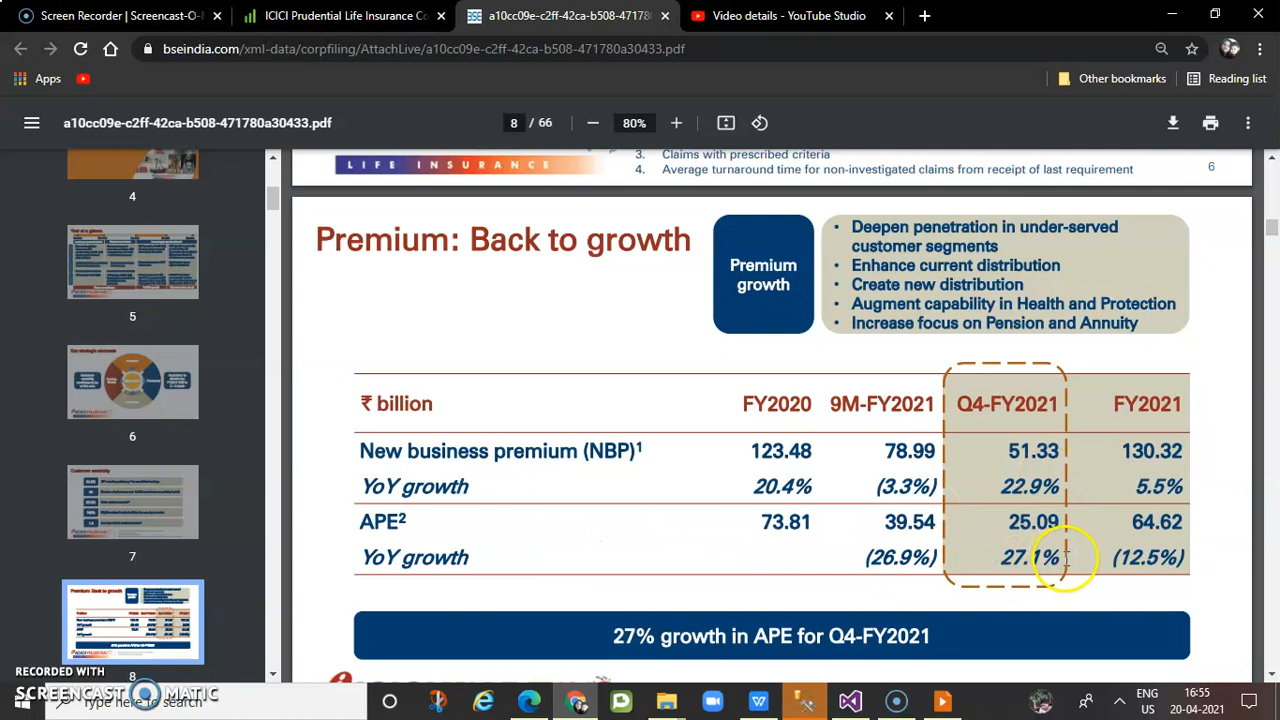 Screen Recorder | Screencast-O-M
ICICI Prudential Life Insurance Co
a10cc09e-c2ff-42ca-b508-471780
Video details - YouTube Studio
bseindia.com/xml-data/corpfiling/AttachLive/a10cc09e-c2ff-42ca-b508-471780a30433.pdf
Apps
Other bookmarks
Reading list
a10cc09e-c2ff-42ca-b508-471780a30433.pdf
8 / 66
80%
4
5
6
7
8
LIFE INSURANCE
3. Claims with prescribed criteria
4. Average turnaround time for non-investigated claims from receipt of last requirement
6
Premium: Back to growth
Premium growth
• Deepen penetration in under-served
customer segments
• Enhance current distribution
• Create new distribution
• Augment capability in Health and Protection
• Increase focus on Pension and Annuity
₹ billion FY2020 9M-FY2021 Q4-FY2021 FY2021
New business premium (NBP)¹ 123.48 78.99 51.33 130.32
YoY growth 20.4% (3.3%) 22.9% 5.5%
APE² 73.81 39.54 25.09 64.62
YoY growth (26.9%) 27.1% (12.5%)
27% growth in APE for Q4-FY2021
RECORDED WITH
SCREENCAST MATIC
Type here to search
ENG
US
16:55
20-04-2021